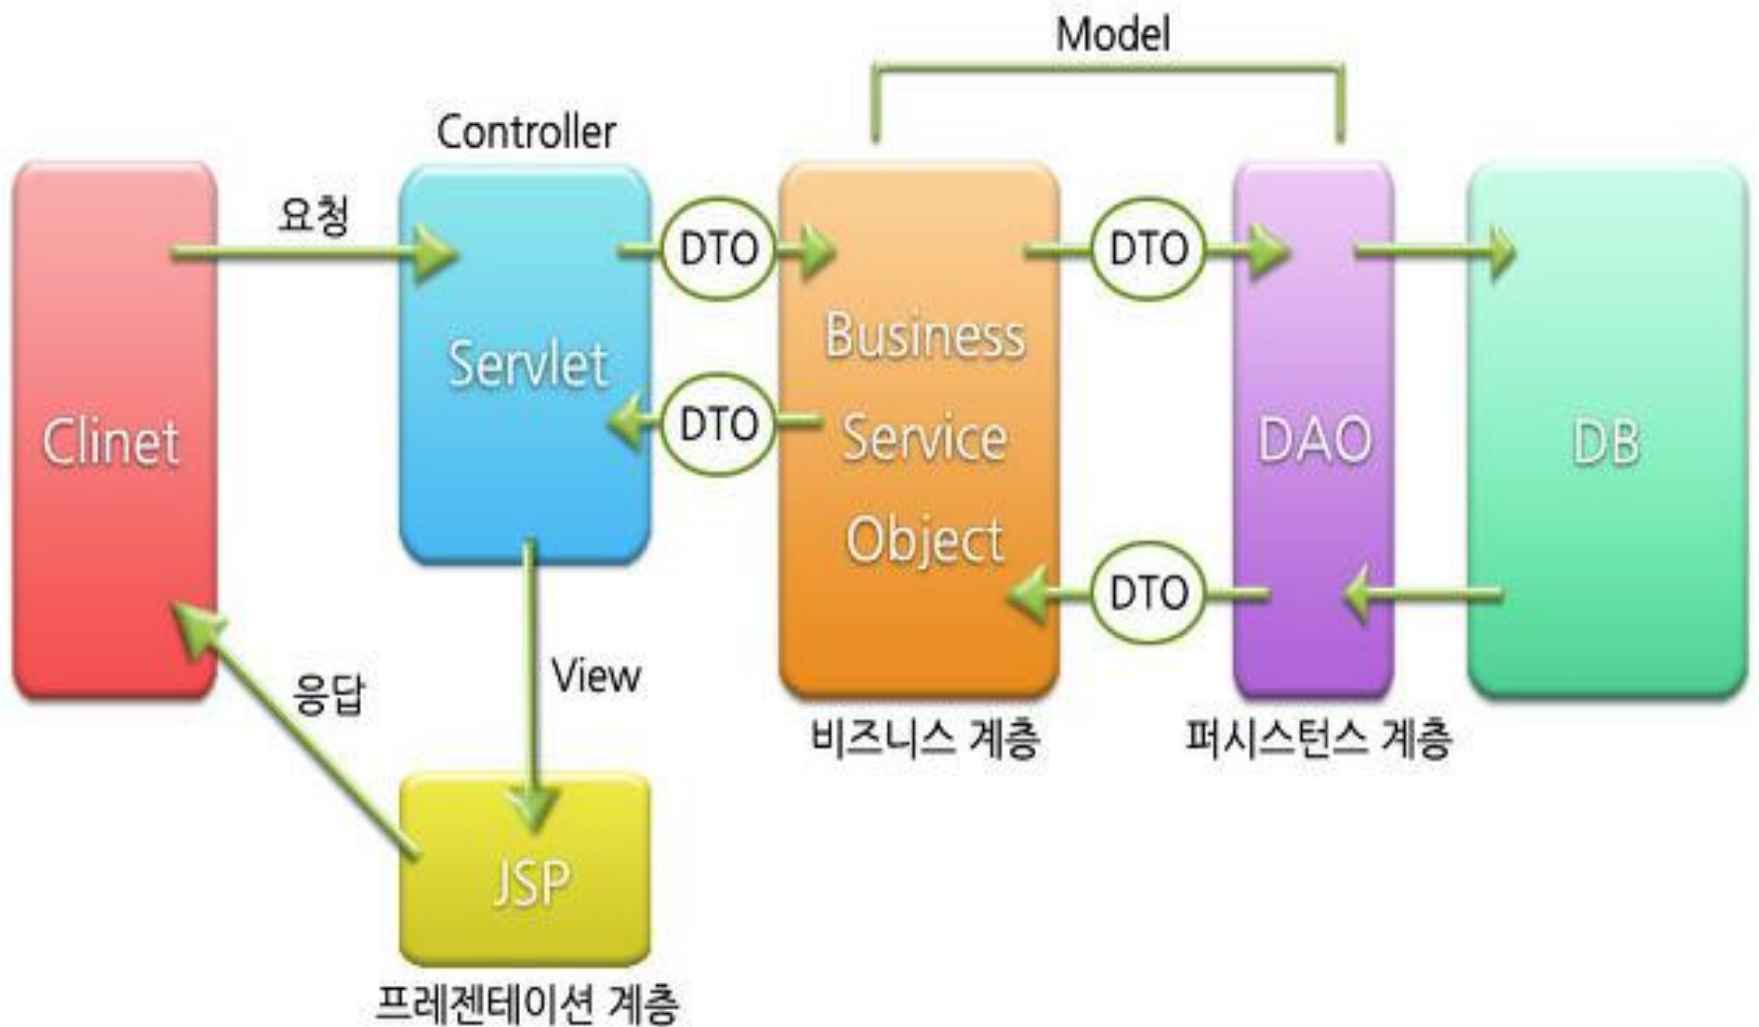 Model
Controller
요청
DTO
DTO
Servlet
Business
Service
Object
DTO
Clinet
DAO
DB
DTO
View
응답
비즈니스 계층
퍼시스턴스 계층
JSP
프레젠테이션 계층